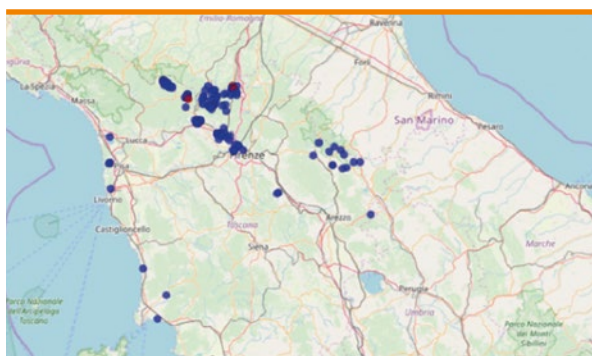 Emilia-Romagna
Ravenna
Forlì
La Spezia
Massa
Rimini
San Marino
Pesaro
Lucca
Pisa
Firenze
Ancona
Livorno
Arezzo
Castiglioncello
Toscana
Siena
Marche
Perugia
Umbria
Parco Nazionale
dell'Arcipelago
Toscano
Parco Nazionale
dei Monti
Sibillini